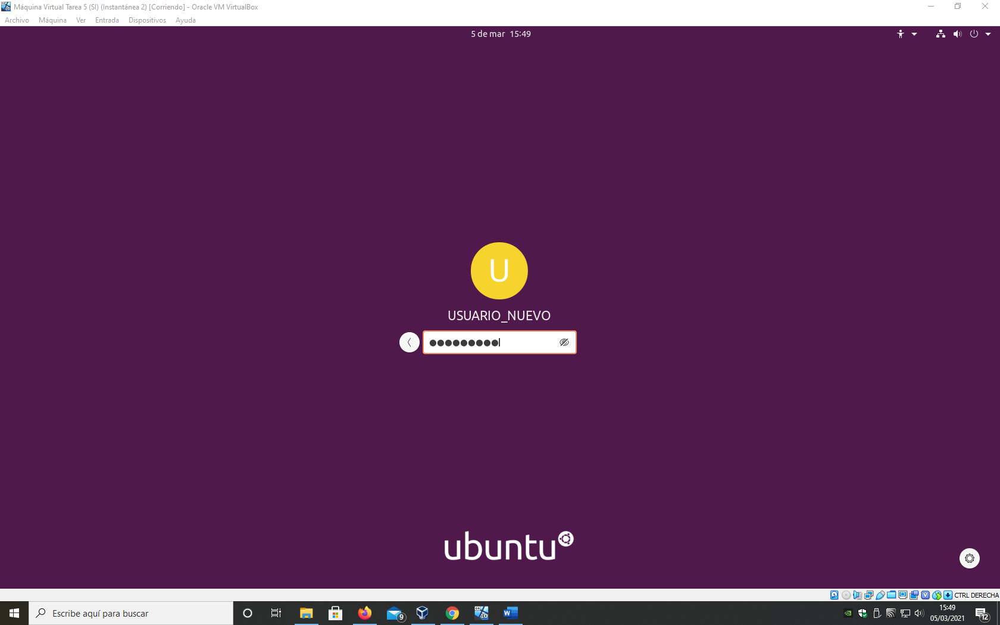 Máquina Virtual Tarea 5 (SI) (Instantánea 2) [Corriendo] - Oracle VM VirtualBox
Archivo Máquina Ver Entrada Dispositivos Ayuda
5 de mar 15:49
U
USUARIO_NUEVO
ubuntu
CTRL DERECHA
Escribe aquí para buscar
9
W
15:49
05/03/2021
12